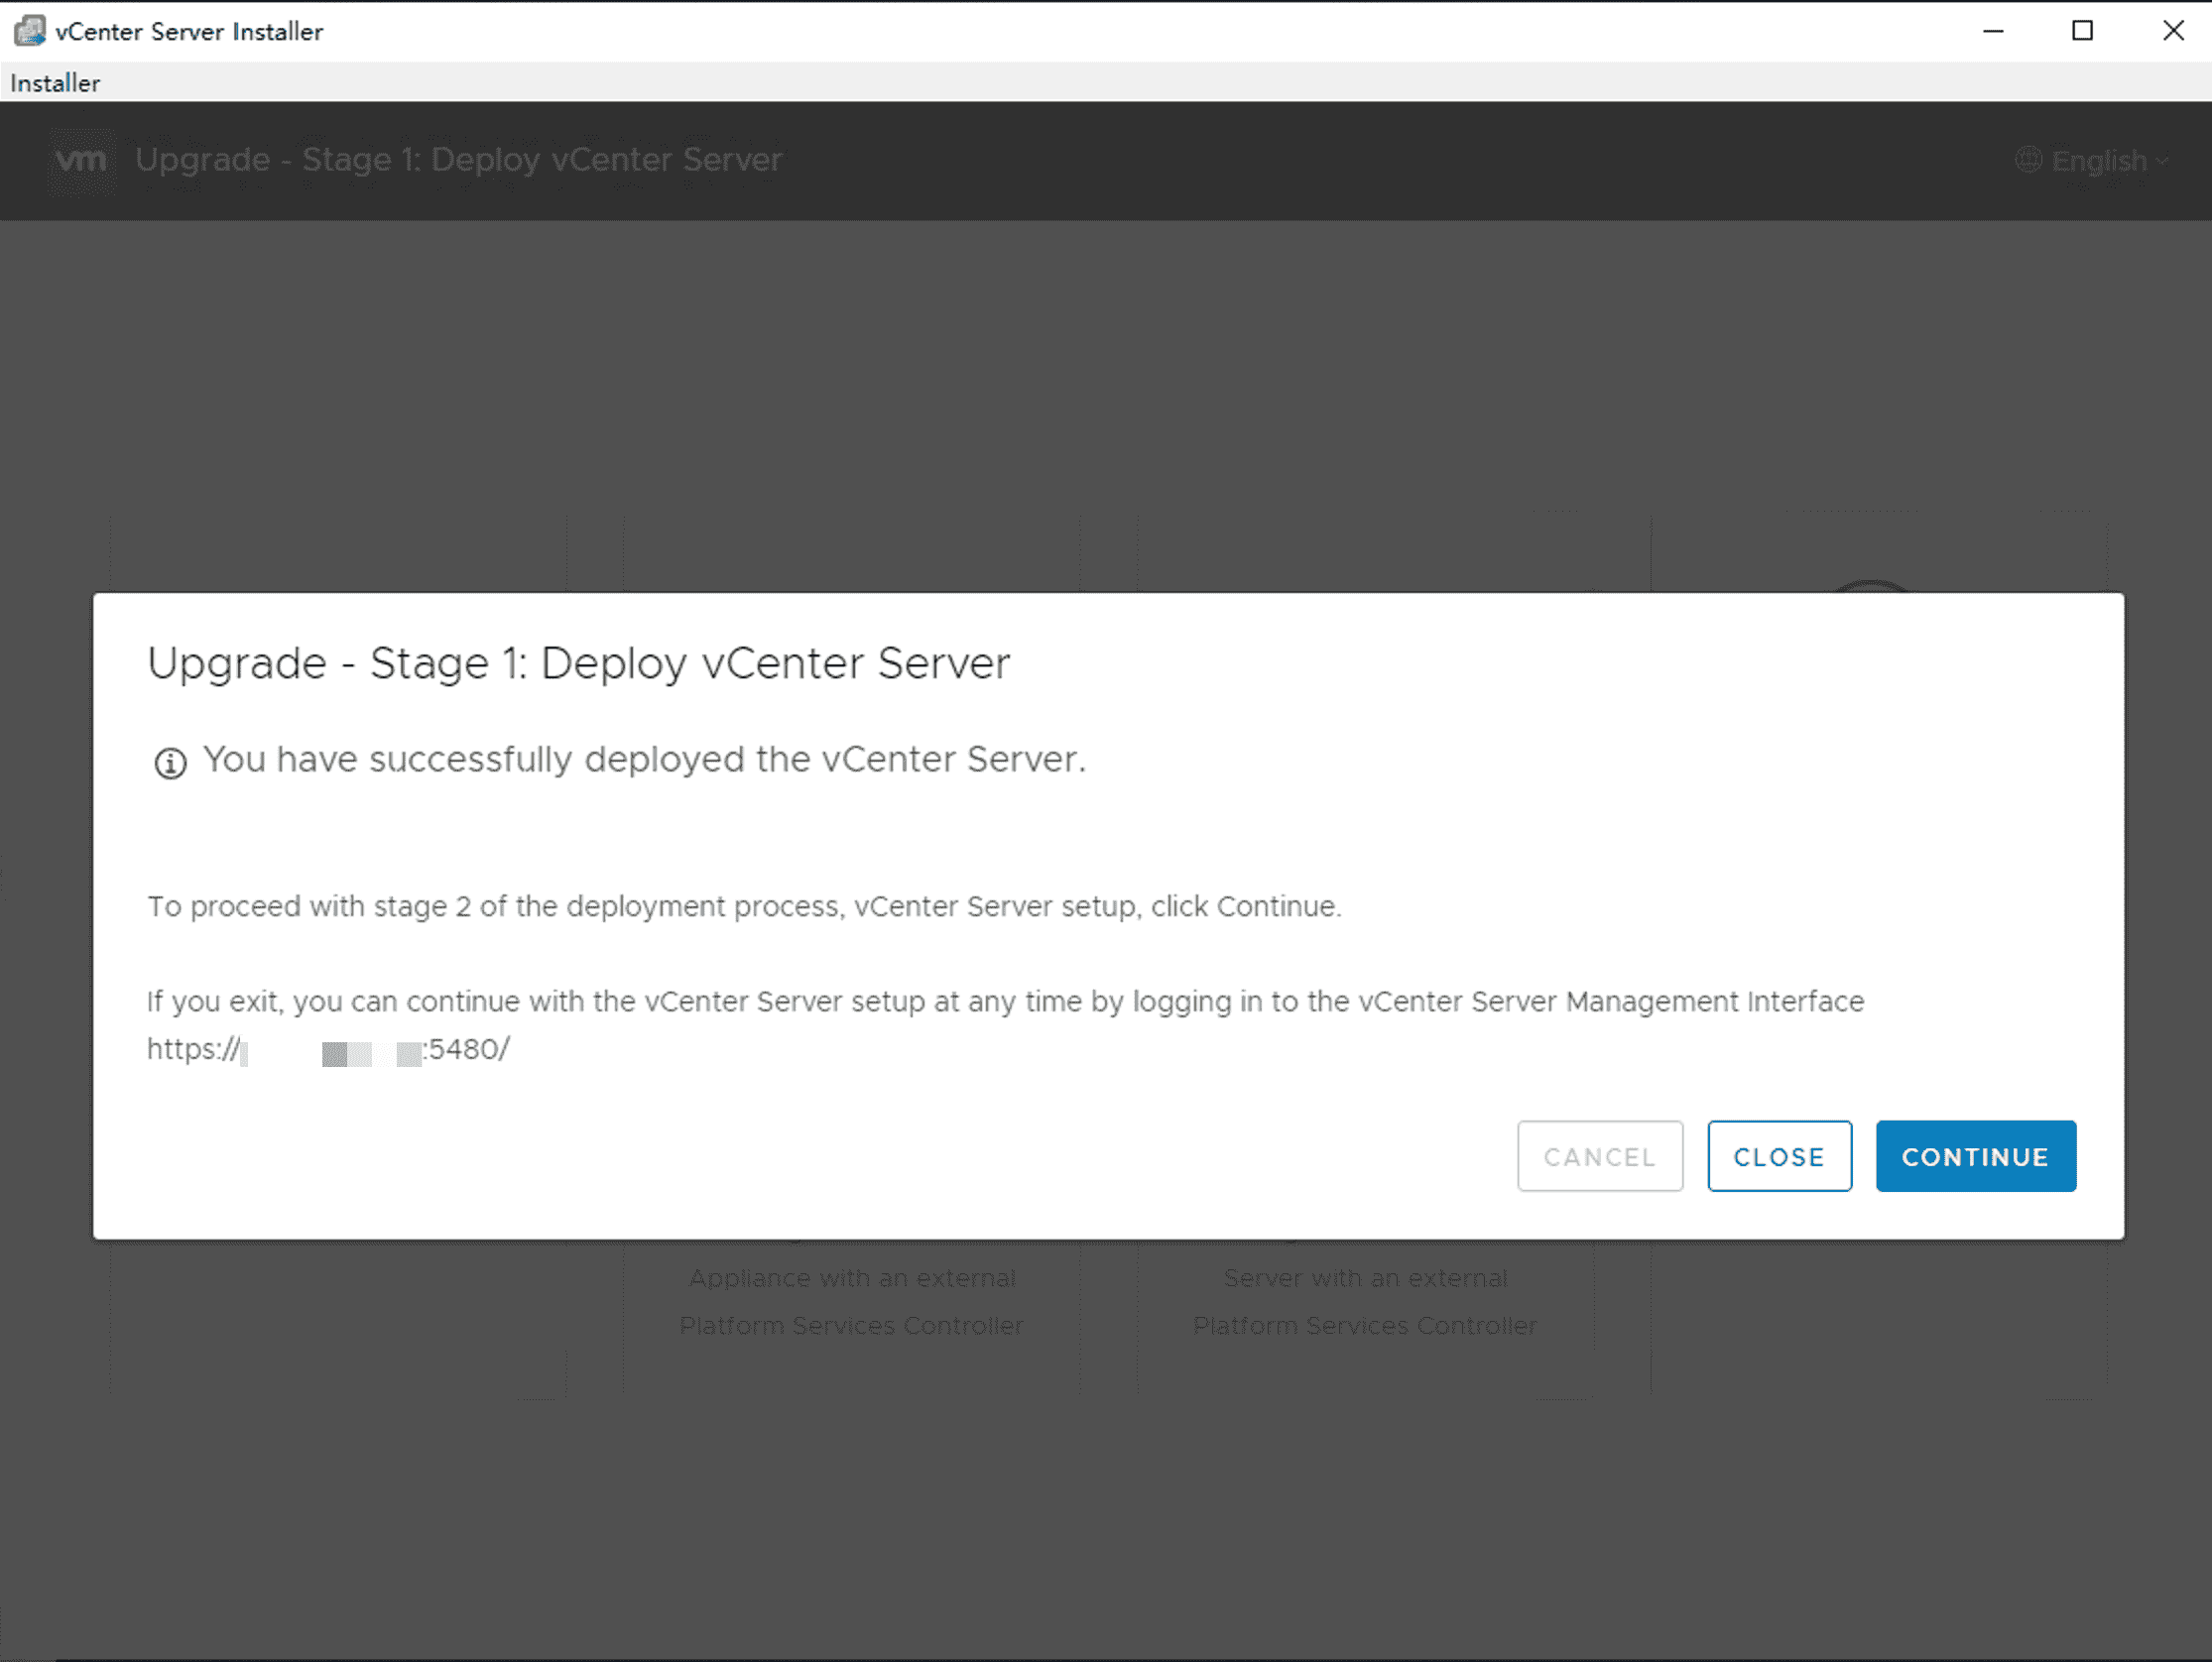 vCenter Server Installer
Installer
vm Upgrade - Stage 1: Deploy vCenter Server
English
Upgrade - Stage 1: Deploy vCenter Server
You have successfully deployed the vCenter Server.
To proceed with stage 2 of the deployment process, vCenter Server setup, click Continue.
If you exit, you can continue with the vCenter Server setup at any time by logging in to the vCenter Server Management Interface
https:// :5480/
CANCEL CLOSE CONTINUE
Appliance with an external Server with an external
Platform Services Controller Platform Services Controller